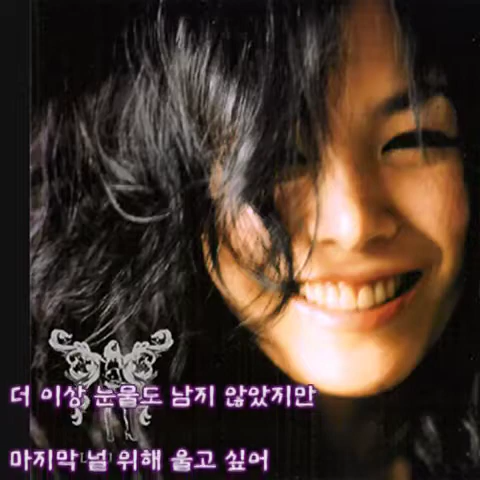 더 이상 눈물도 남지 않았지만
마지막 널 위해 울고 싶어